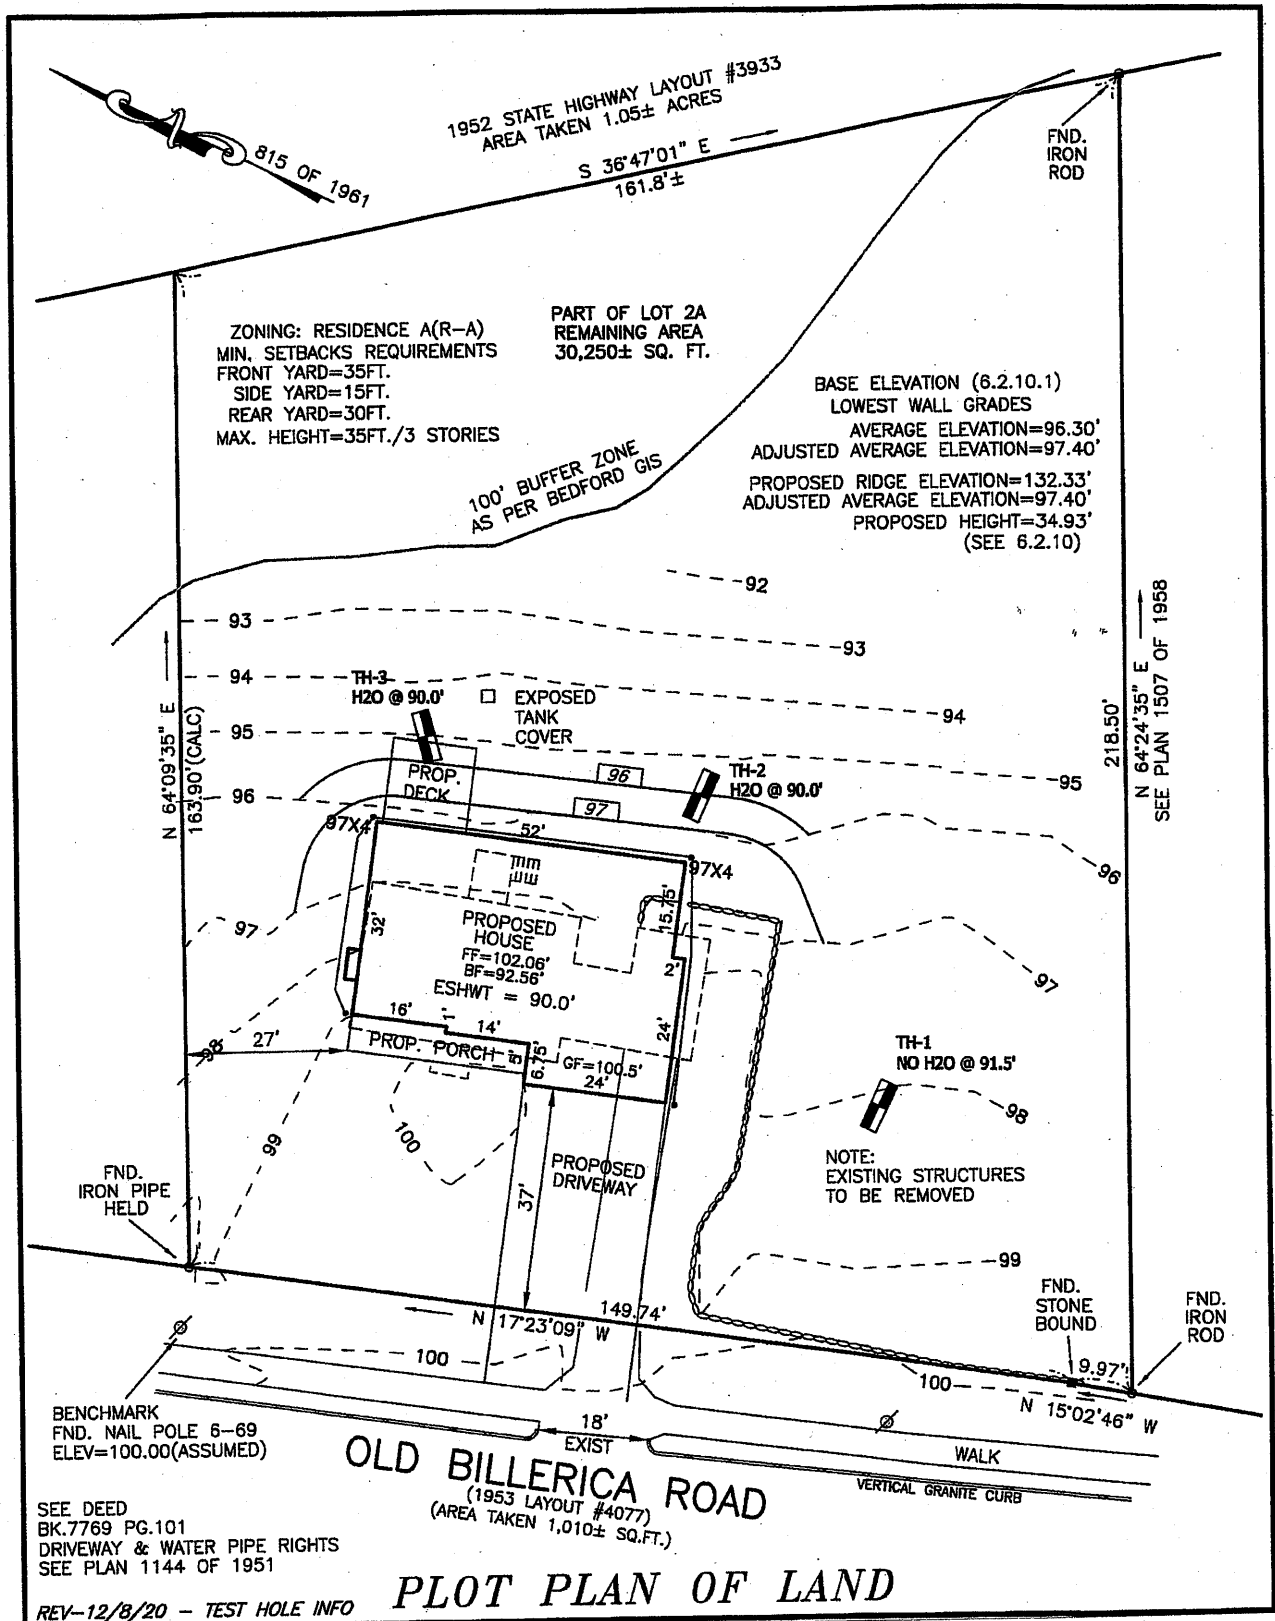 1952 STATE HIGHWAY LAYOUT #3933
AREA TAKEN 1.05± ACRES
S 36°47'01" E
161.8'±
815 OF 1961
FND.
IRON
ROD
ZONING: RESIDENCE A(R-A)
MIN. SETBACKS REQUIREMENTS
FRONT YARD=35FT.
SIDE YARD=15FT.
REAR YARD=30FT.
MAX. HEIGHT=35FT./3 STORIES
PART OF LOT 2A
REMAINING AREA
30,250± SQ. FT.
BASE ELEVATION (6.2.10.1)
LOWEST WALL GRADES
AVERAGE ELEVATION=96.30'
ADJUSTED AVERAGE ELEVATION=97.40'
PROPOSED RIDGE ELEVATION=132.33'
ADJUSTED AVERAGE ELEVATION=97.40'
PROPOSED HEIGHT=34.93'
(SEE 6.2.10)
100' BUFFER ZONE
AS PER BEDFORD GIS
92
93
93
94
94
95
95
96
96
97
97
98
98
99
99
100
100
100
N 64°09'35" E
163.90'(CALC)
218.50'
N 64°24'35" E
SEE PLAN 1507 OF 1958
TH-3
H2O @ 90.0'
EXPOSED
TANK
COVER
PROP.
DECK
96
97
TH-2
H2O @ 90.0'
97X4
52'
97X4
15.75'
32'
PROPOSED
HOUSE
FF=102.06'
BF=92.56'
ESHWT = 90.0'
2'
24'
16'
1'
14'
5'
6.75'
PROP. PORCH
GF=100.5'
24'
27'
TH-1
NO H2O @ 91.5'
NOTE:
EXISTING STRUCTURES
TO BE REMOVED
PROPOSED
DRIVEWAY
37'
FND.
IRON PIPE
HELD
149.74'
N 17°23'09" W
FND.
STONE
BOUND
FND.
IRON
ROD
9.97'
N 15°02'46" W
BENCHMARK
FND. NAIL POLE 6-69
ELEV=100.00(ASSUMED)
18'
EXIST
WALK
VERTICAL GRANITE CURB
OLD BILLERICA ROAD
(1953 LAYOUT #4077)
(AREA TAKEN 1,010± SQ.FT.)
SEE DEED
BK.7769 PG.101
DRIVEWAY & WATER PIPE RIGHTS
SEE PLAN 1144 OF 1951
REV-12/8/20 - TEST HOLE INFO
PLOT PLAN OF LAND